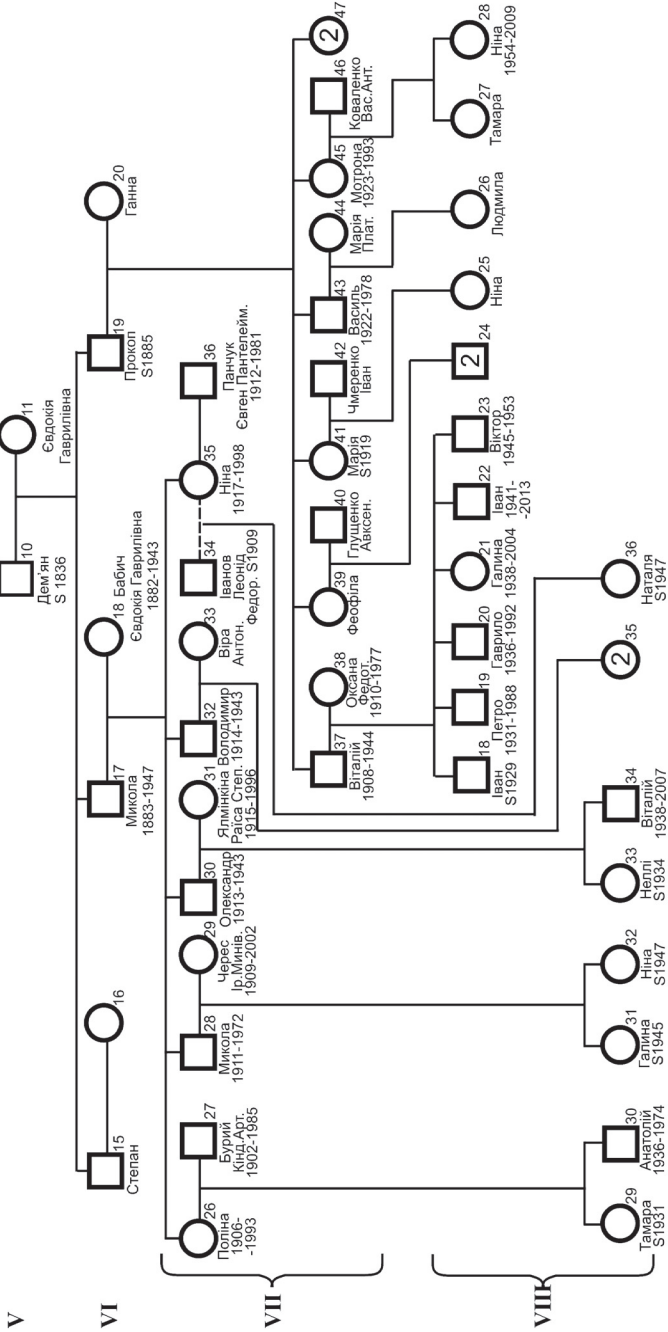 V
10
Дем'ян
S 1836
11
Євдокія
Гаврилівна
VI
15
Степан
16
17
Микола
1883-1947
18 Бабич
Євдокія Гаврилівна
1882-1943
19
Прокоп
S1885
20
Ганна
VII
26
Поліна
1906-
-1993
27
Бурий
Кінд.Арт.
1902-1985
28
Микола
1911-1972
29
Черес
Ір.Минів.
1909-2002
30
Олександр
1913-1943
31
Ялмінкіна
Раїса Степ.
1915-1996
32
Володимир
1914-1943
33
Віра
Антон.
34
Іванов
Леонід
Федор. S1909
35
Ніна
1917-1998
36
Панчук
Євген Пантелейм.
1912-1981
37
Віталій
1908-1944
38
Оксана
Федот.
1910-1977
39
Феофіла
40
Глущенко
Авксен.
41
Марія
S1919
42
Чмеренко
Іван
43
Василь
1922-1978
44
Марія
Плат.
45
Мотрона
1923-1993
46
Коваленко
Вас.Ант.
2
47
VIII
18
Іван
S1929
19
Петро
1931-1988
20
Гаврило
1936-1992
21
Галина
1938-2004
22
Іван
1941-
-2013
23
Віктор
1945-1953
2
24
25
Ніна
26
Людмила
27
Тамара
28
Ніна
1954-2009
29
Тамара
S1931
30
Анатолій
1936-1974
31
Галина
S1945
32
Ніна
S1947
33
Неллі
S1934
34
Віталій
1938-2007
2
35
36
Наталя
S1947